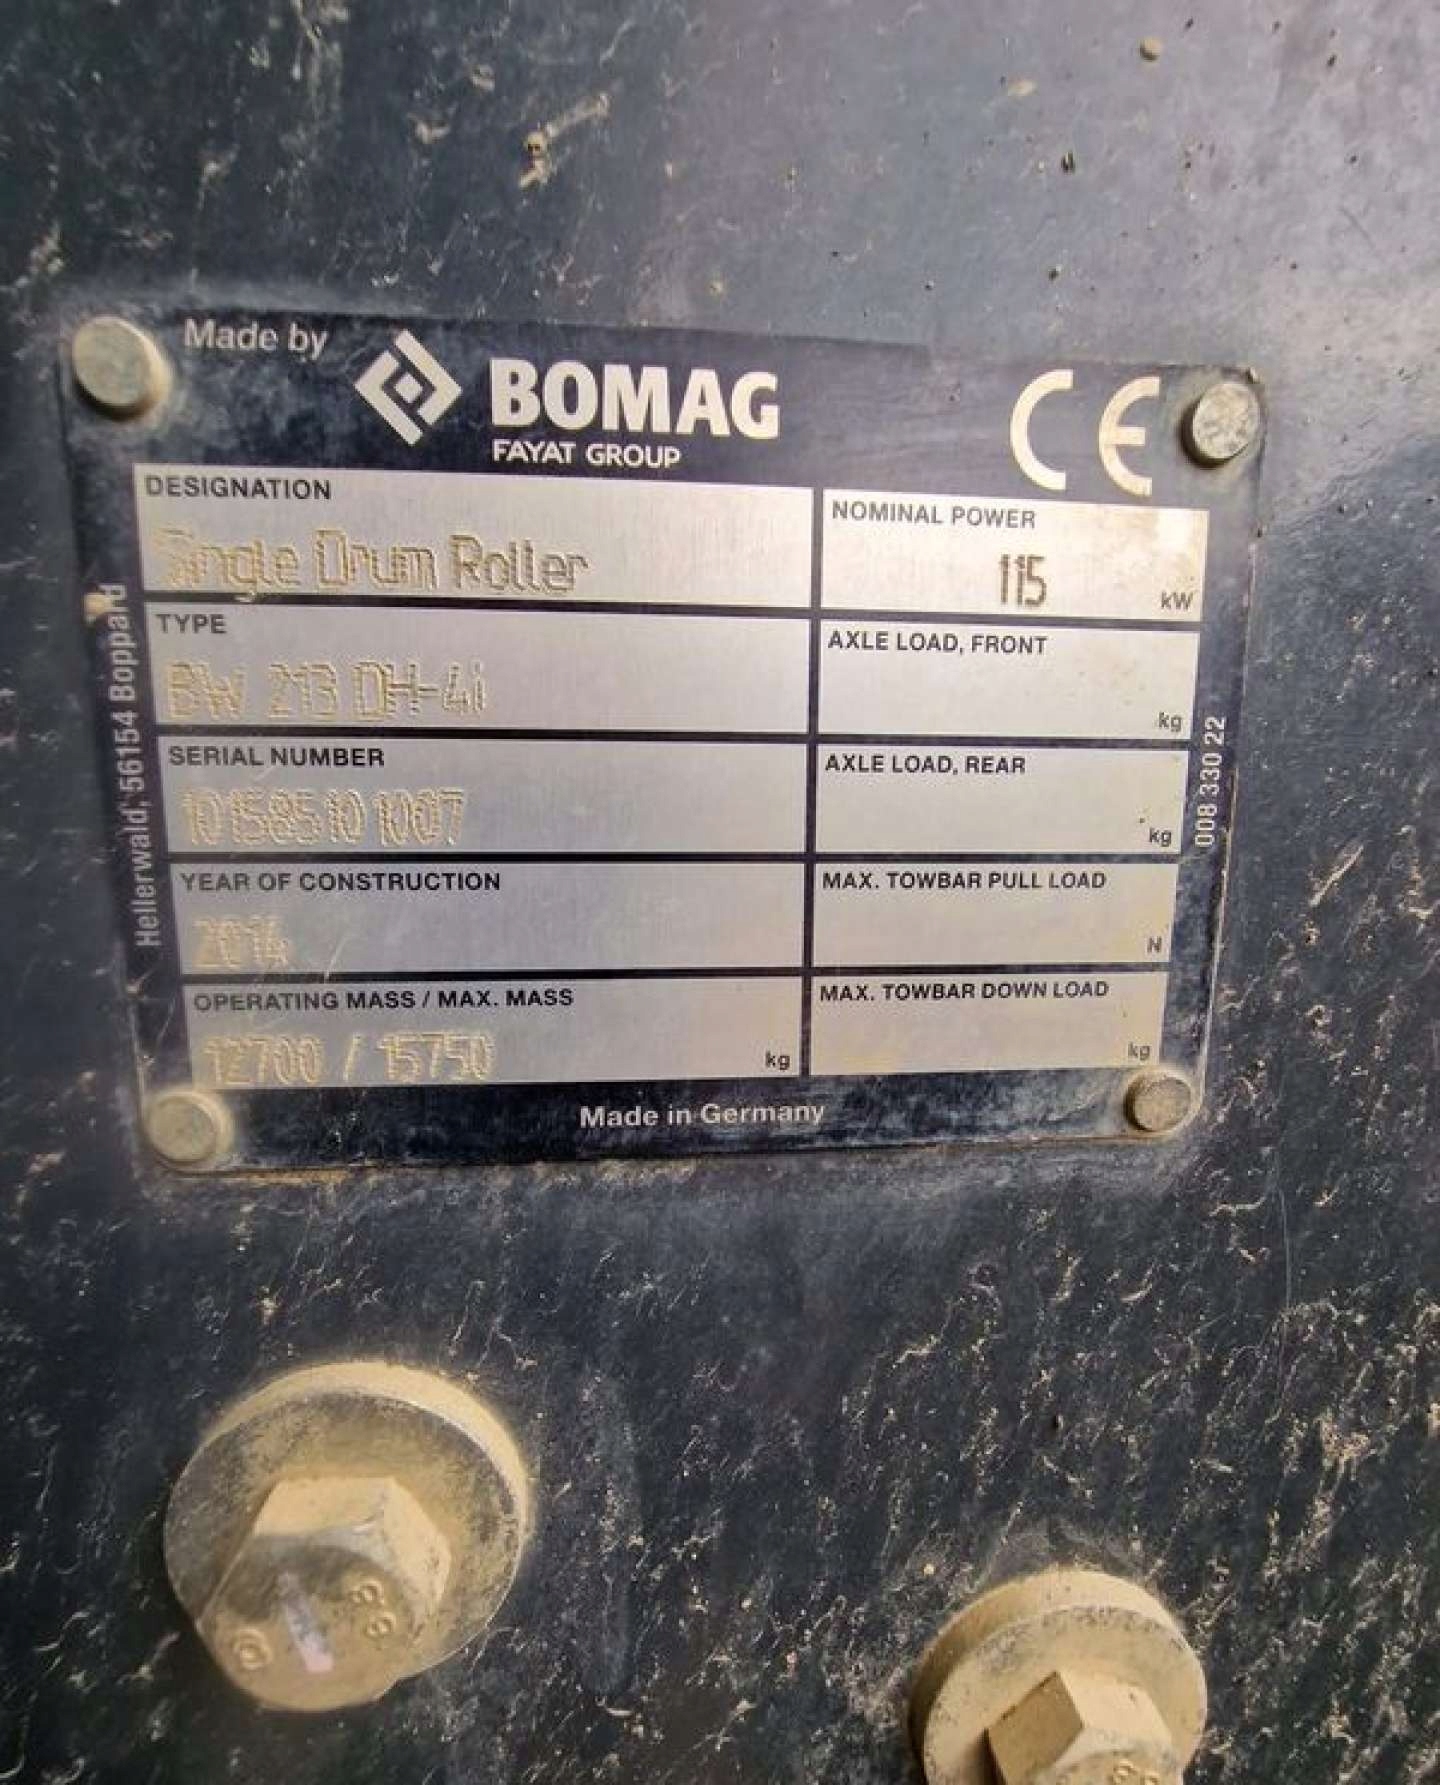 Made by
BOMAG
FAYAT GROUP
CE
DESIGNATION
Single Drum Roller
NOMINAL POWER
115 kW
TYPE
BW 213 DH-4i
AXLE LOAD, FRONT
kg
SERIAL NUMBER
101585101007
AXLE LOAD, REAR
kg
YEAR OF CONSTRUCTION
2014
MAX. TOWBAR PULL LOAD
N
OPERATING MASS / MAX. MASS
12700 / 15750 kg
MAX. TOWBAR DOWN LOAD
kg
Made in Germany
Hellerwald, 56154 Boppard
008 330 22